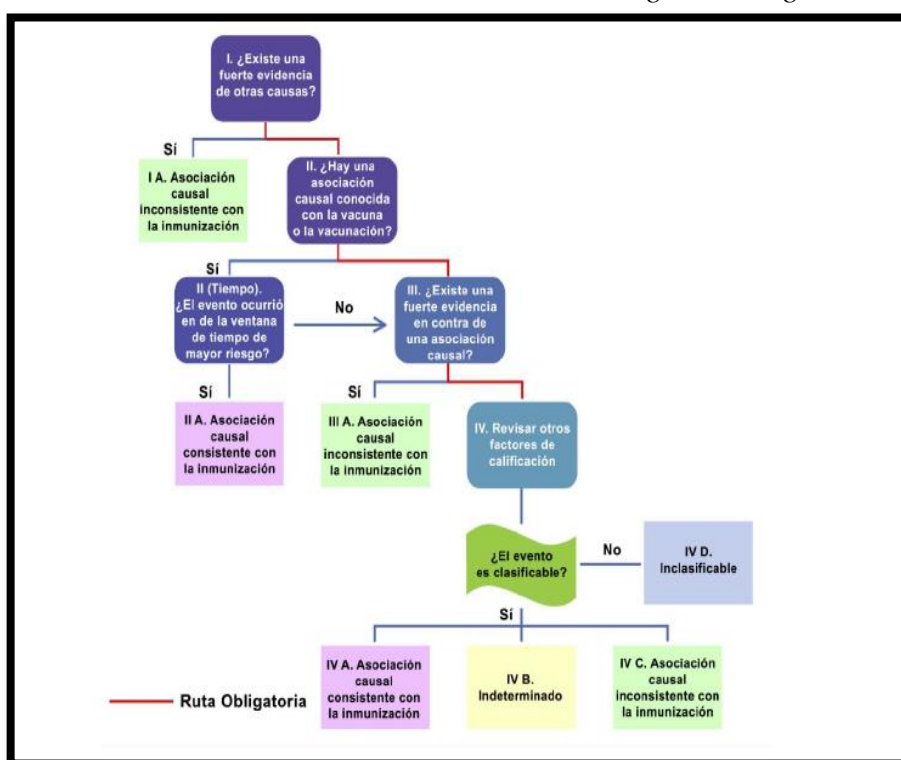 I. ¿Existe una
fuerte evidencia
de otras causas?
Sí
I A. Asociación
causal
inconsistente con
la inmunización
II. ¿Hay una
asociación
causal conocida
con la vacuna
o la vacunación?
Sí
II (Tiempo).
¿El evento ocurrió
en de la ventana
de tiempo de
mayor riesgo?
No
III. ¿Existe una
fuerte evidencia
en contra de
una asociación
causal?
Sí
II A. Asociación
causal
consistente con
la inmunización
Sí
III A. Asociación
causal
inconsistente con
la inmunización
IV. Revisar otros
factores de
calificación
¿El evento
es clasificable?
No
IV D.
Inclasificable
Sí
IV A. Asociación
causal
consistente con
la inmunización
IV B.
Indeterminado
IV C. Asociación
causal
inconsistente con
la inmunización
Ruta Obligatoria